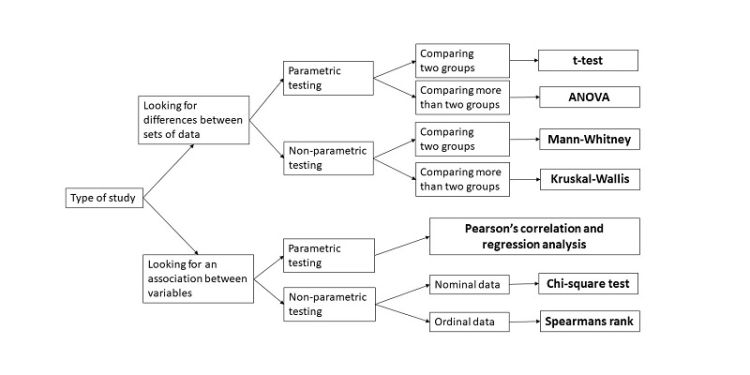 Type of study
Looking for
differences between
sets of data
Parametric
testing
Comparing
two groups
t-test
Comparing more
than two groups
ANOVA
Non-parametric
testing
Comparing
two groups
Mann-Whitney
Comparing more
than two groups
Kruskal-Wallis
Looking for an
association between
variables
Parametric
testing
Pearson's correlation and
regression analysis
Non-parametric
testing
Nominal data
Chi-square test
Ordinal data
Spearmans rank